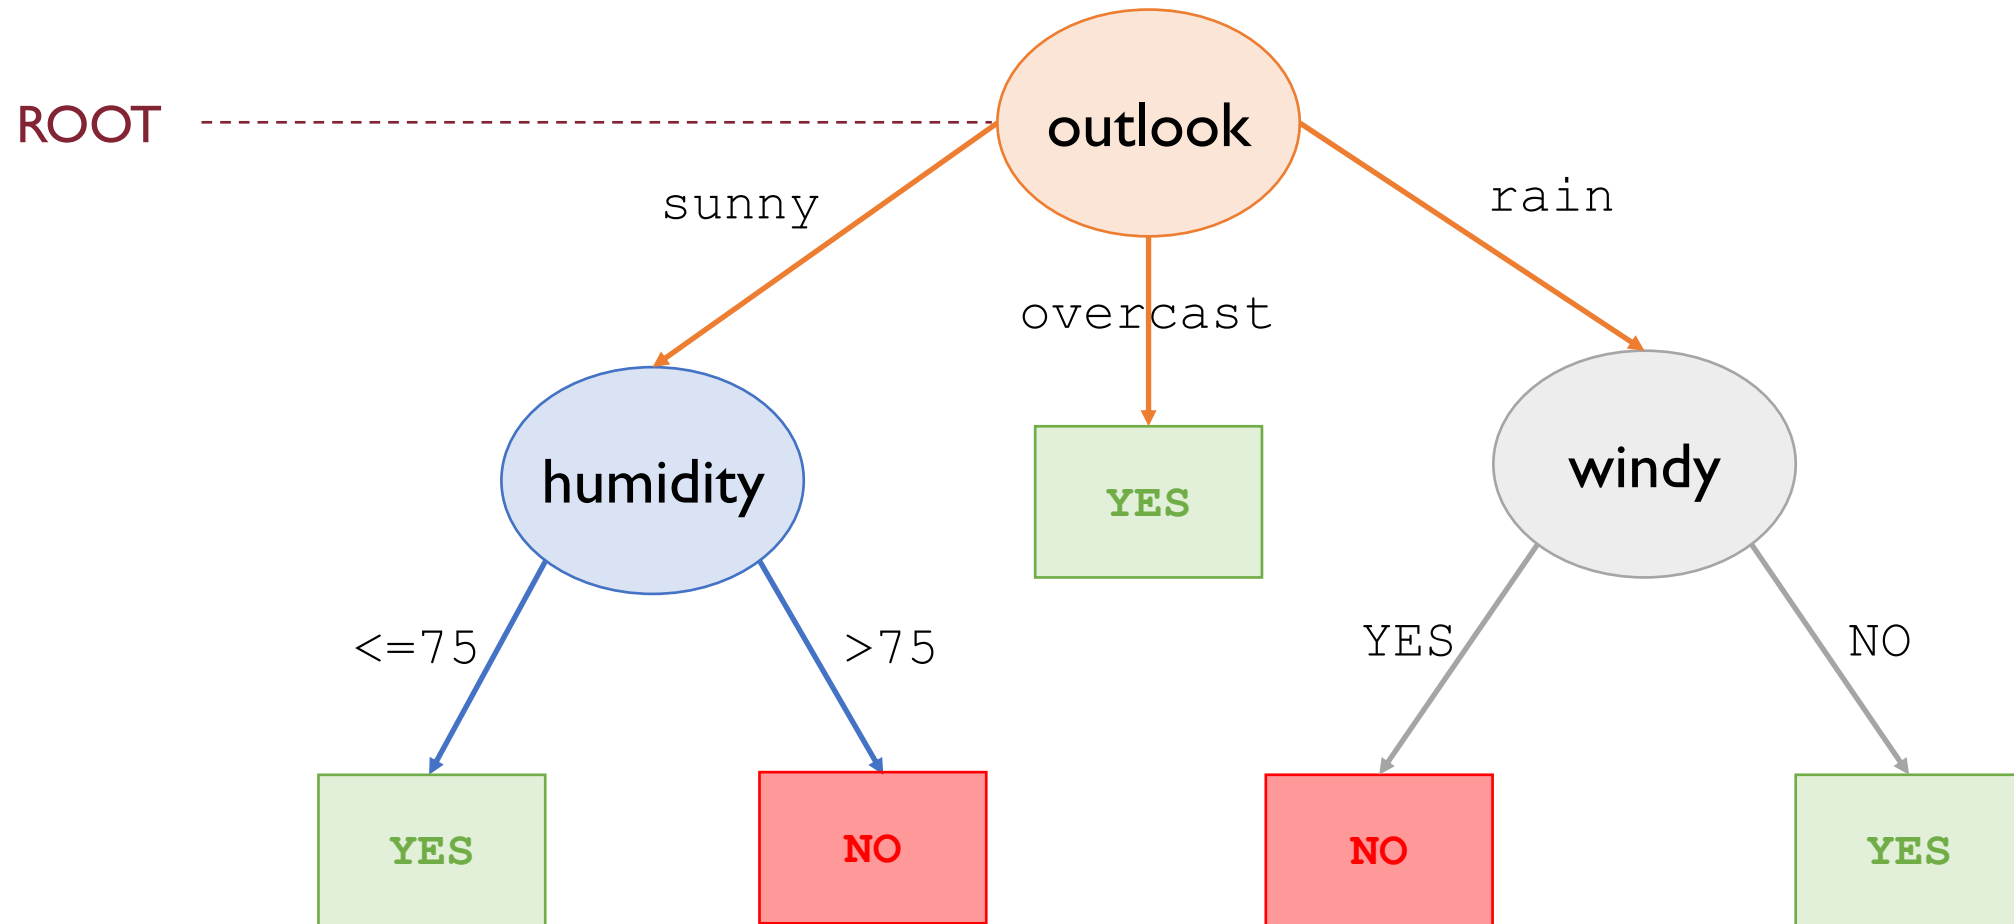 ROOT
outlook
sunny
rain
overcast
humidity
YES
windy
<=75
>75
YES
NO
YES
NO
NO
YES